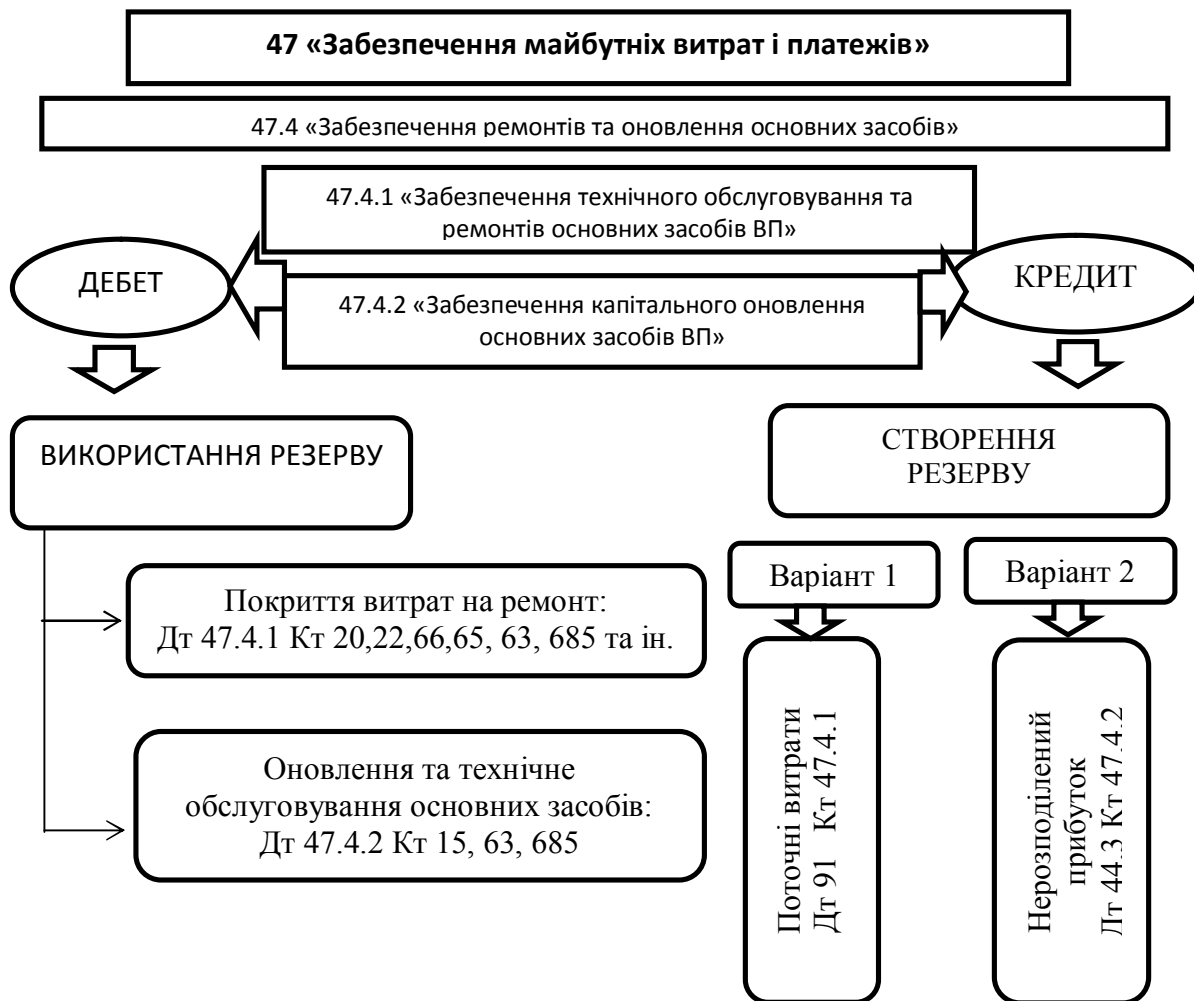 47 «Забезпечення майбутніх витрат і платежів»
47.4 «Забезпечення ремонтів та оновлення основних засобів»
47.4.1 «Забезпечення технічного обслуговування та
ремонтів основних засобів ВП»
ДЕБЕТ
КРЕДИТ
47.4.2 «Забезпечення капітального оновлення
основних засобів ВП»
ВИКОРИСТАННЯ РЕЗЕРВУ
СТВОРЕННЯ
РЕЗЕРВУ
Покриття витрат на ремонт:
Дт 47.4.1 Кт 20,22,66,65, 63, 685 та ін.
Оновлення та технічне
обслуговування основних засобів:
Дт 47.4.2 Кт 15, 63, 685
Варіант 1
Варіант 2
Поточні витрати
Дт 91 Кт 47.4.1
Нерозподілений
прибуток
Дт 44.3 Кт 47.4.2